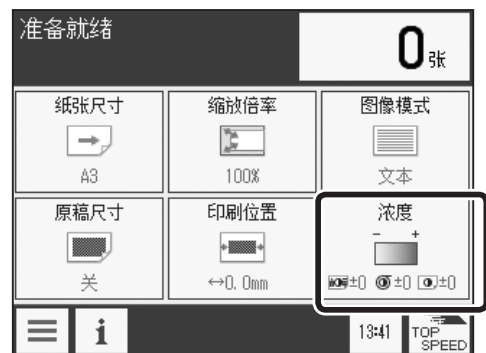 准备就绪
0张
纸张尺寸 缩放倍率 图像模式
A3 100% 文本
原稿尺寸 印刷位置 浓度
- +
关 ↔0.0mm ±0 ±0 ±0
i 13:41 TOP
SPEED